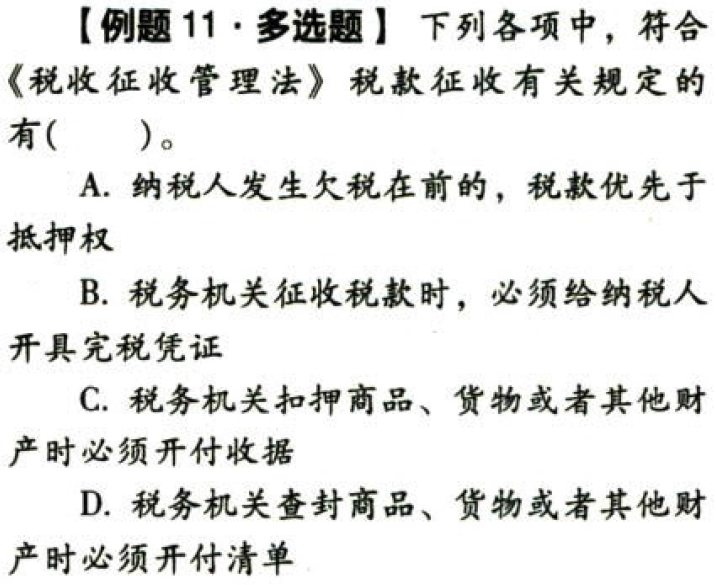 【例题 11·多选题】 下列各项中，符合
《税收征收管理法》税款征收有关规定的
有(　　)。
A. 纳税人发生欠税在前的，税款优先于
抵押权
B. 税务机关征收税款时，必须给纳税人
开具完税凭证
C. 税务机关扣押商品、货物或者其他财
产时必须开付收据
D. 税务机关查封商品、货物或者其他财
产时必须开付清单